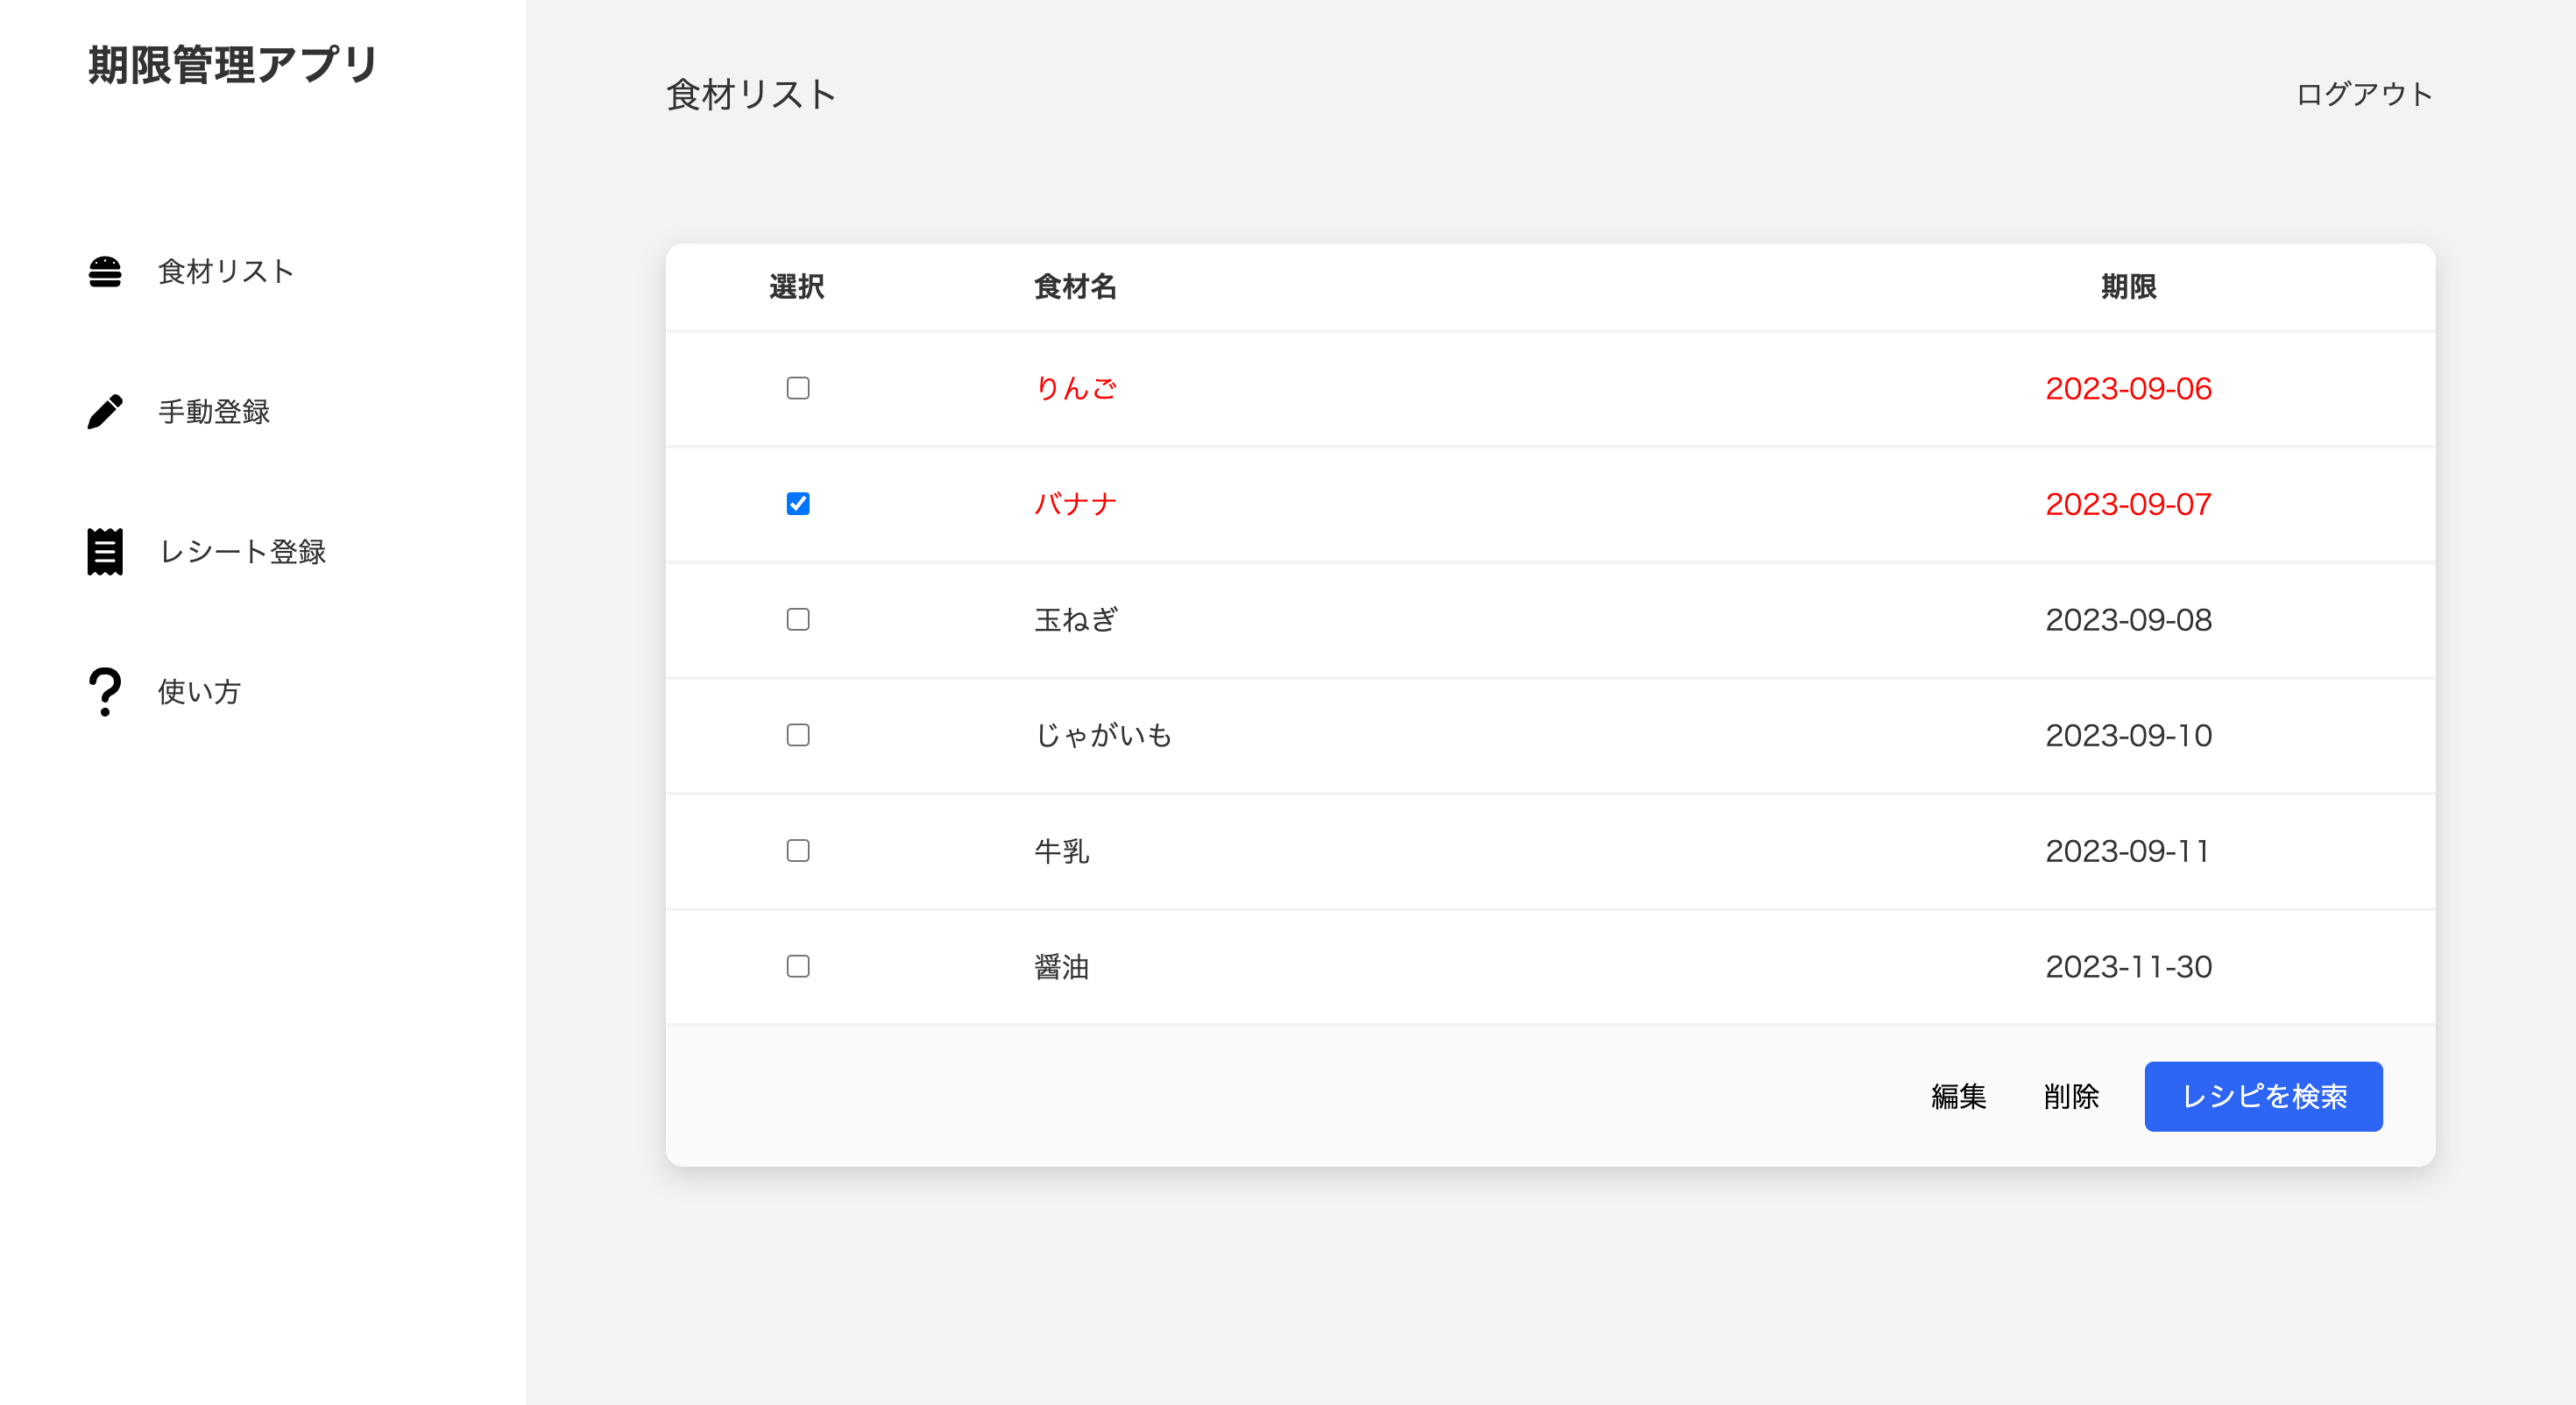 期限管理アプリ
食材リスト
手動登録
レシート登録
使い方
食材リスト
ログアウト
選択 食材名 期限
りんご 2023-09-06
バナナ 2023-09-07
玉ねぎ 2023-09-08
じゃがいも 2023-09-10
牛乳 2023-09-11
醤油 2023-11-30
編集 削除 レシピを検索